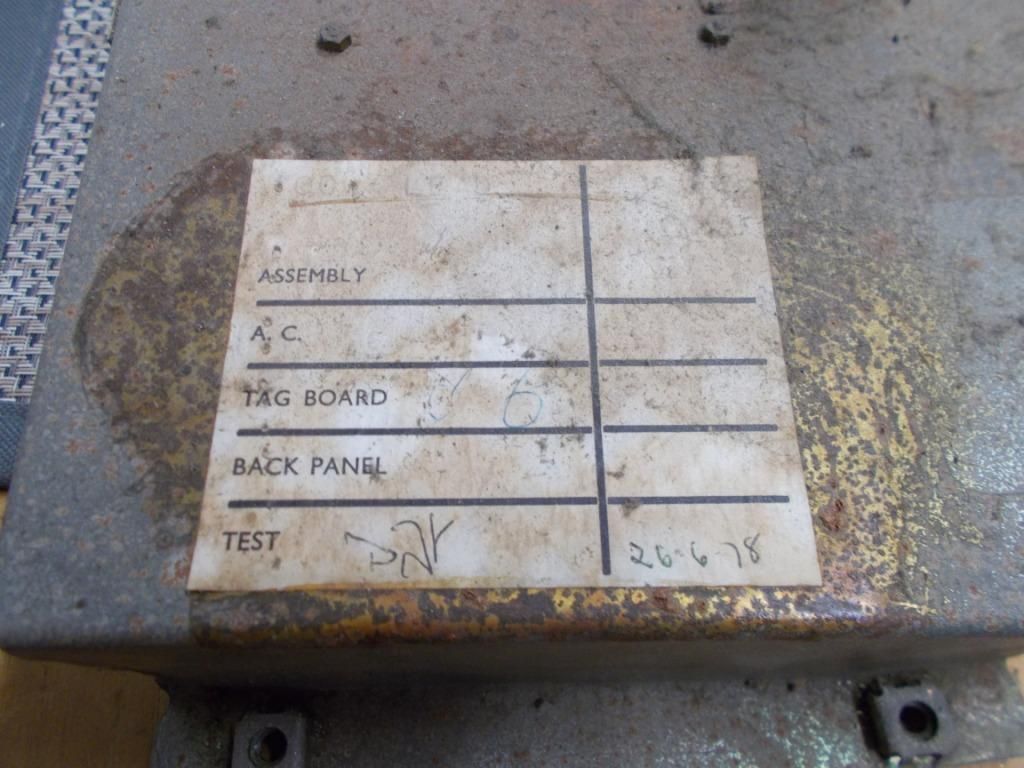 ASSEMBLY
A. C.
TAG BOARD
BACK PANEL
TEST 26-6-78